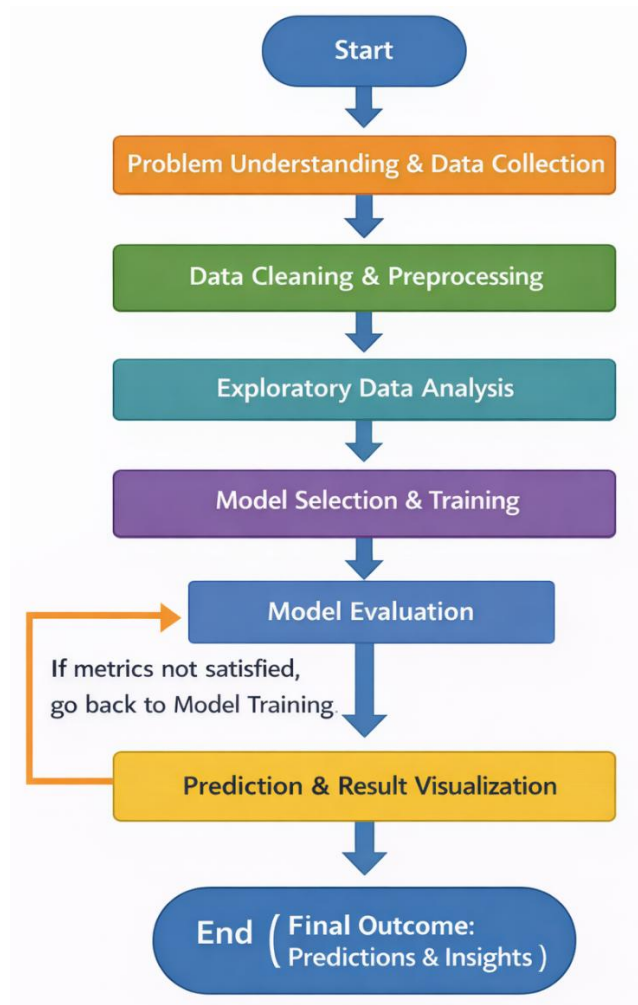 Start
Problem Understanding & Data Collection
Data Cleaning & Preprocessing
Exploratory Data Analysis
Model Selection & Training
Model Evaluation
If metrics not satisfied,
go back to Model Training.
Prediction & Result Visualization
End ( Final Outcome:
Predictions & Insights )